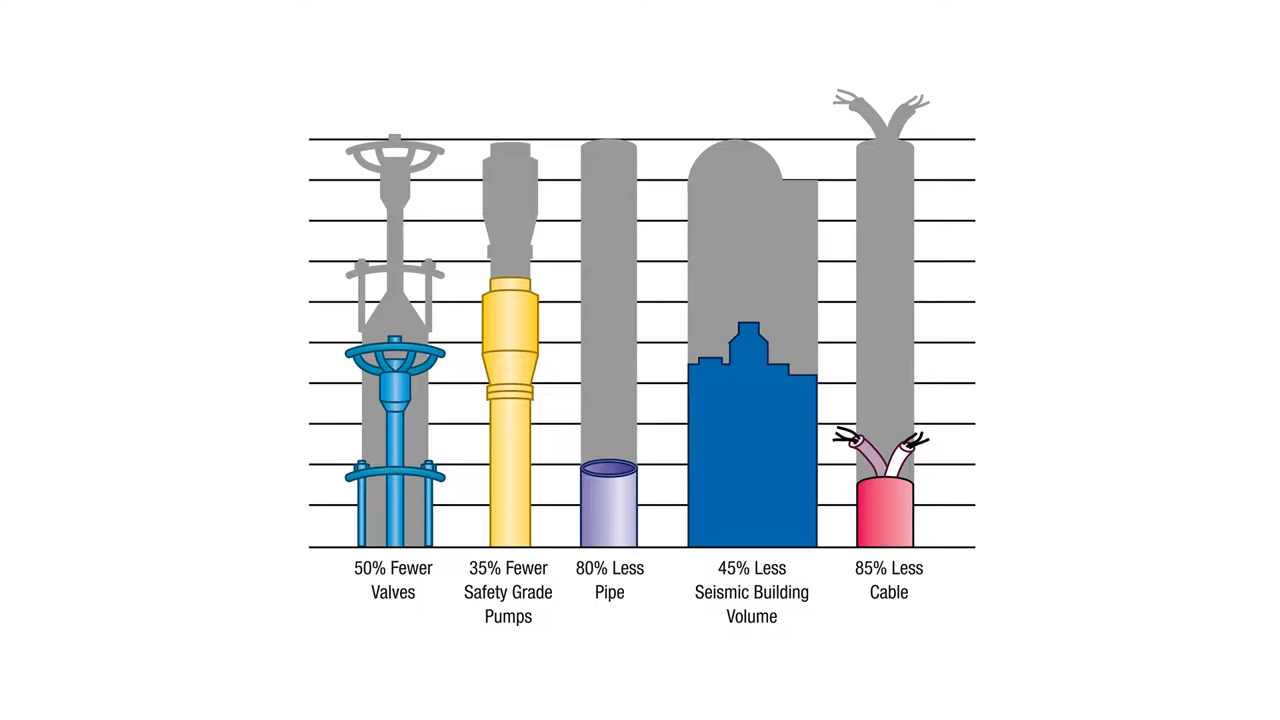 50% Fewer
Valves
35% Fewer
Safety Grade
Pumps
80% Less
Pipe
45% Less
Seismic Building
Volume
85% Less
Cable